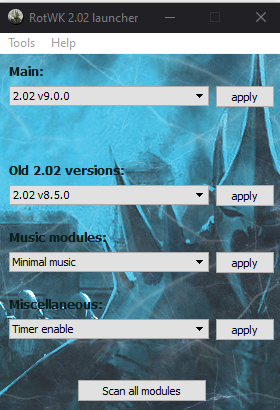 RotWK 2.02 launcher
Tools Help
Main:
2.02 v9.0.0 apply
Old 2.02 versions:
2.02 v8.5.0 apply
Music modules:
Minimal music apply
Miscellaneous:
Timer enable apply
Scan all modules